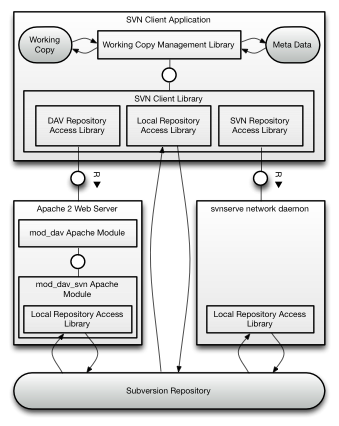 SVN Client Application
Working
Copy
Working Copy Management Library
Meta Data
SVN Client Library
DAV Repository
Access Library
Local Repository
Access Library
SVN Repository
Access Library
R
R
Apache 2 Web Server
mod_dav Apache Module
mod_dav_svn Apache
Module
Local Repository Access
Library
svnserve network daemon
Local Repository Access
Library
Subversion Repository